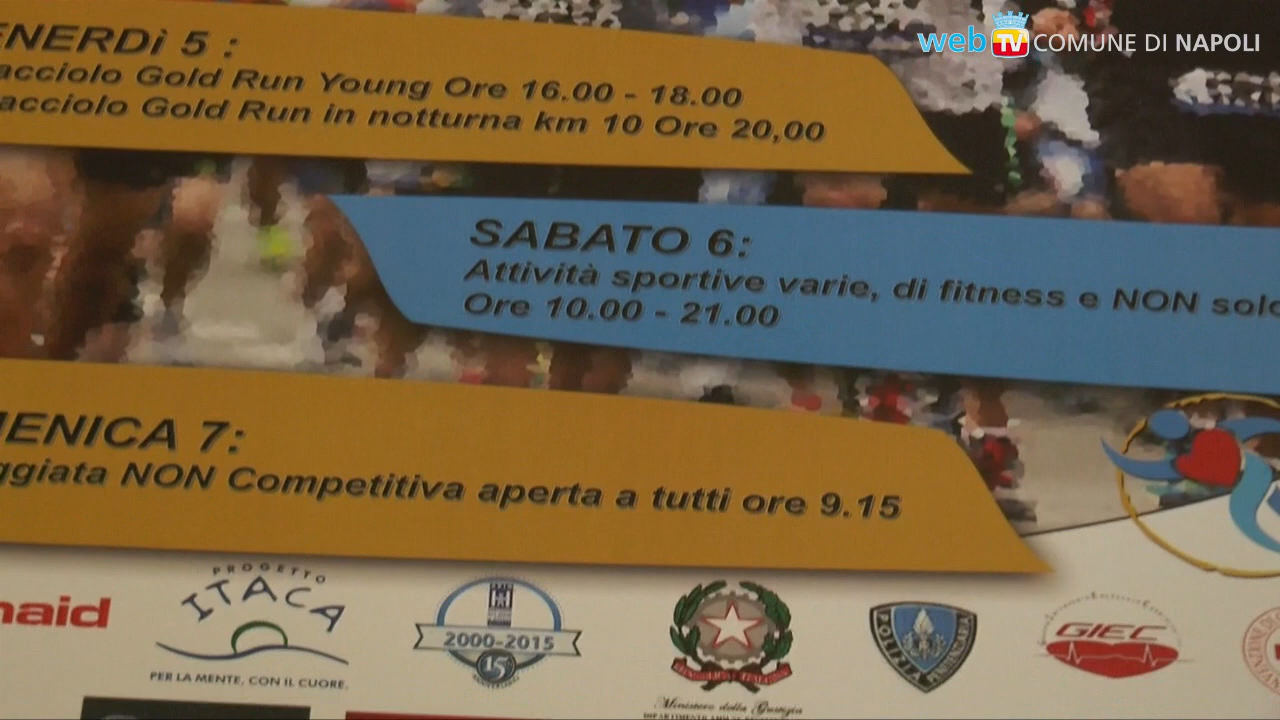 web TV COMUNE DI NAPOLI
ENERDì 5 :
acciolo Gold Run Young Ore 16.00 - 18.00
acciolo Gold Run in notturna km 10 Ore 20,00
SABATO 6:
Attività sportive varie, di fitness e NON solo
Ore 10.00 - 21.00
ENICA 7:
ggiata NON Competitiva aperta a tutti ore 9.15
naid
PROGETTO
ITACA
PER LA MENTE, CON IL CUORE.
2000-2015
15
POLIZIA PENITENZIARIA
GIEC
Ministero della Giustizia